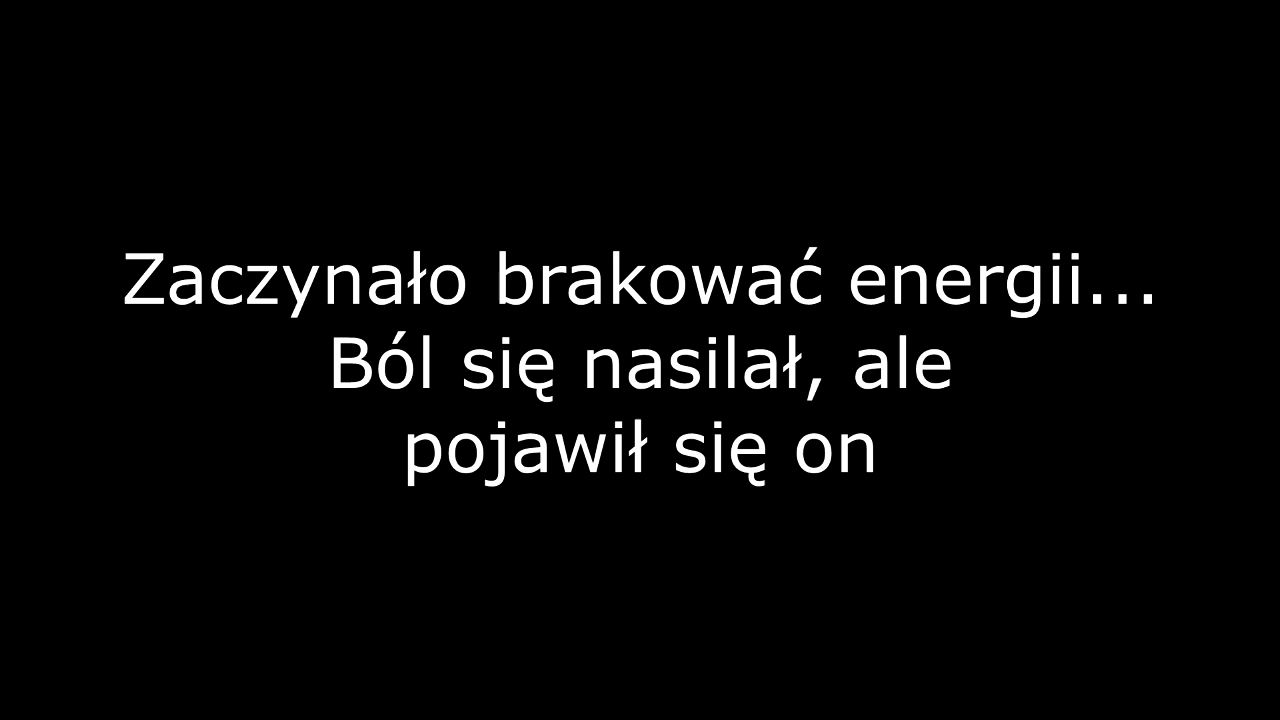 Zaczynało brakować energii...
Ból się nasilał, ale
pojawił się on